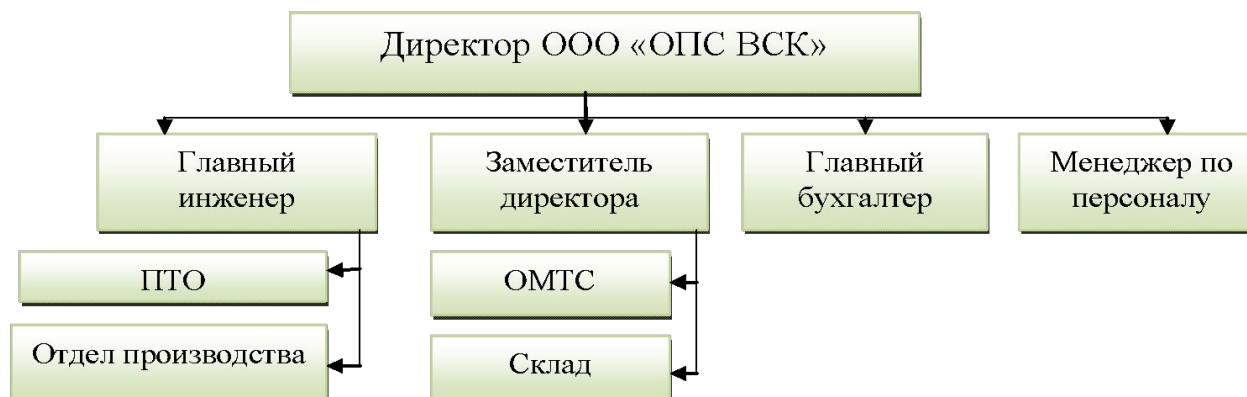 Директор ООО «ОПС ВСК»
Главный
инженер
Заместитель
директора
Главный
бухгалтер
Менеджер по
персоналу
ПТО
ОМТС
Отдел производства
Склад